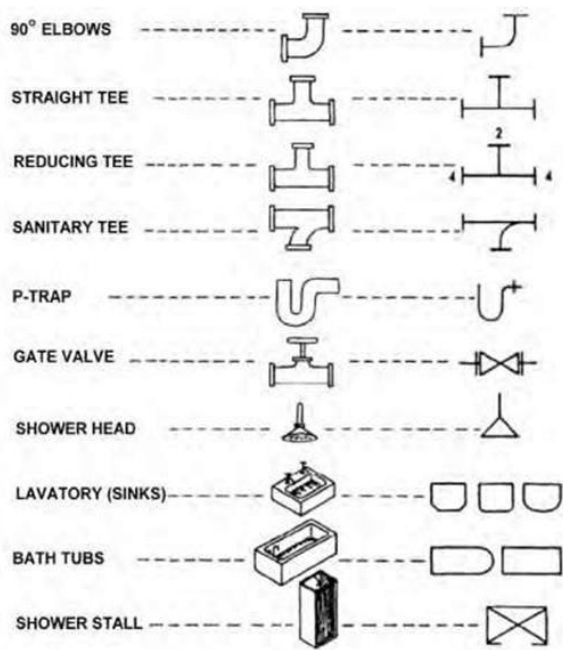 90° ELBOWS
STRAIGHT TEE
2
REDUCING TEE
4 4
SANITARY TEE
P-TRAP
GATE VALVE
SHOWER HEAD
LAVATORY (SINKS)
BATH TUBS
SHOWER STALL